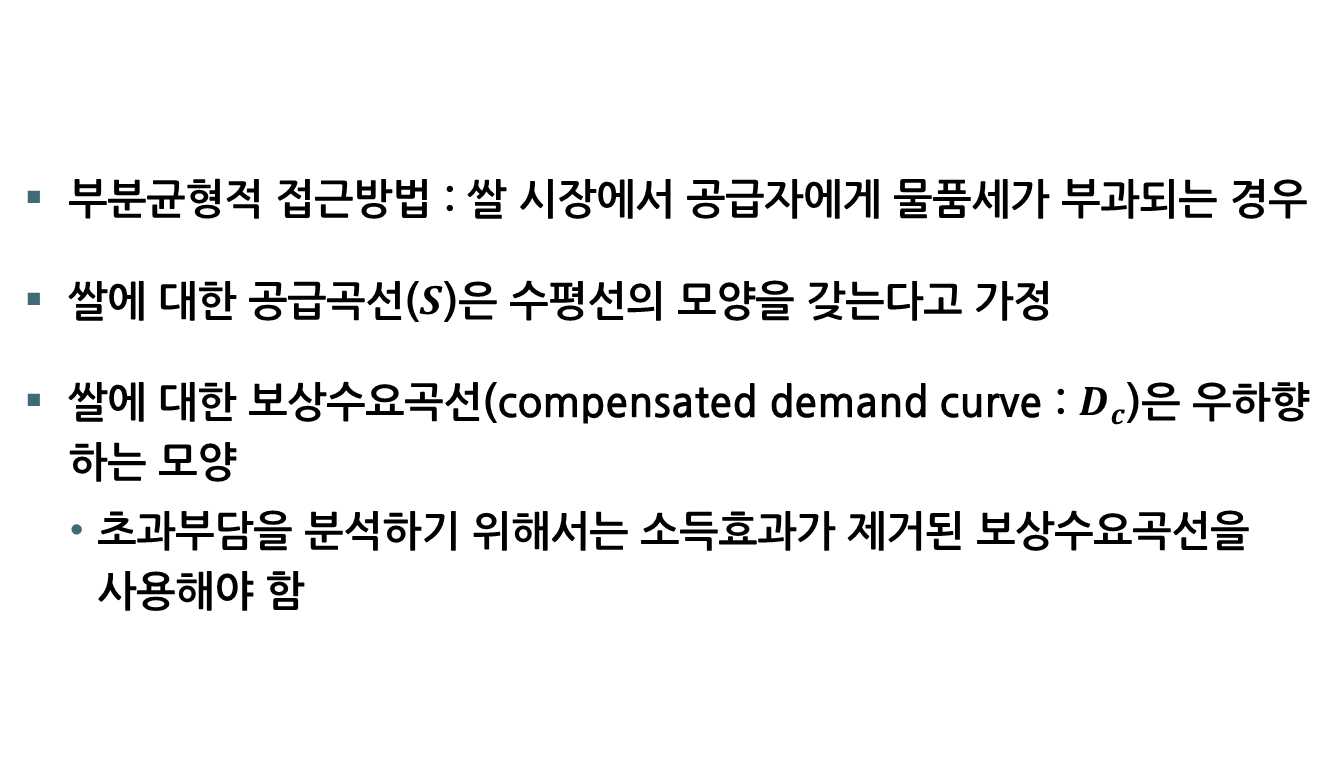 ▪ 부분균형적 접근방법 : 쌀 시장에서 공급자에게 물품세가 부과되는 경우
▪ 쌀에 대한 공급곡선(S)은 수평선의 모양을 갖는다고 가정
▪ 쌀에 대한 보상수요곡선(compensated demand curve : D_c)은 우하향
하는 모양
• 초과부담을 분석하기 위해서는 소득효과가 제거된 보상수요곡선을
사용해야 함